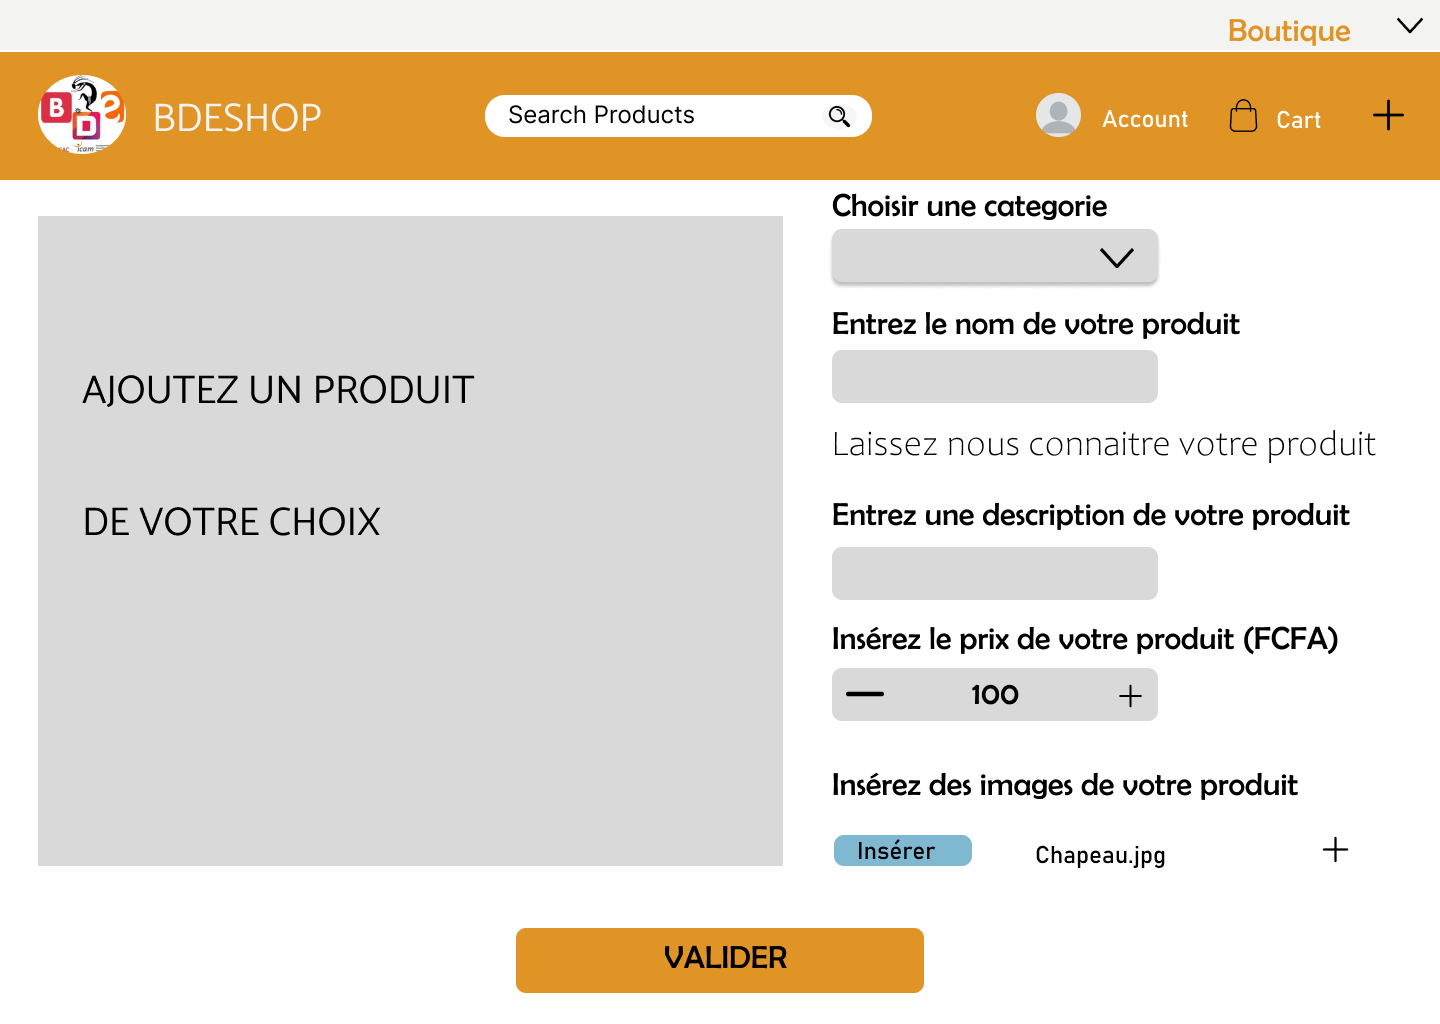 Boutique
BDE
icam
BDESHOP
Search Products
Account
Cart
Choisir une categorie
Entrez le nom de votre produit
Laissez nous connaitre votre produit
AJOUTEZ UN PRODUIT
DE VOTRE CHOIX
Entrez une description de votre produit
Insérez le prix de votre produit (FCFA)
100
Insérez des images de votre produit
Insérer
Chapeau.jpg
VALIDER